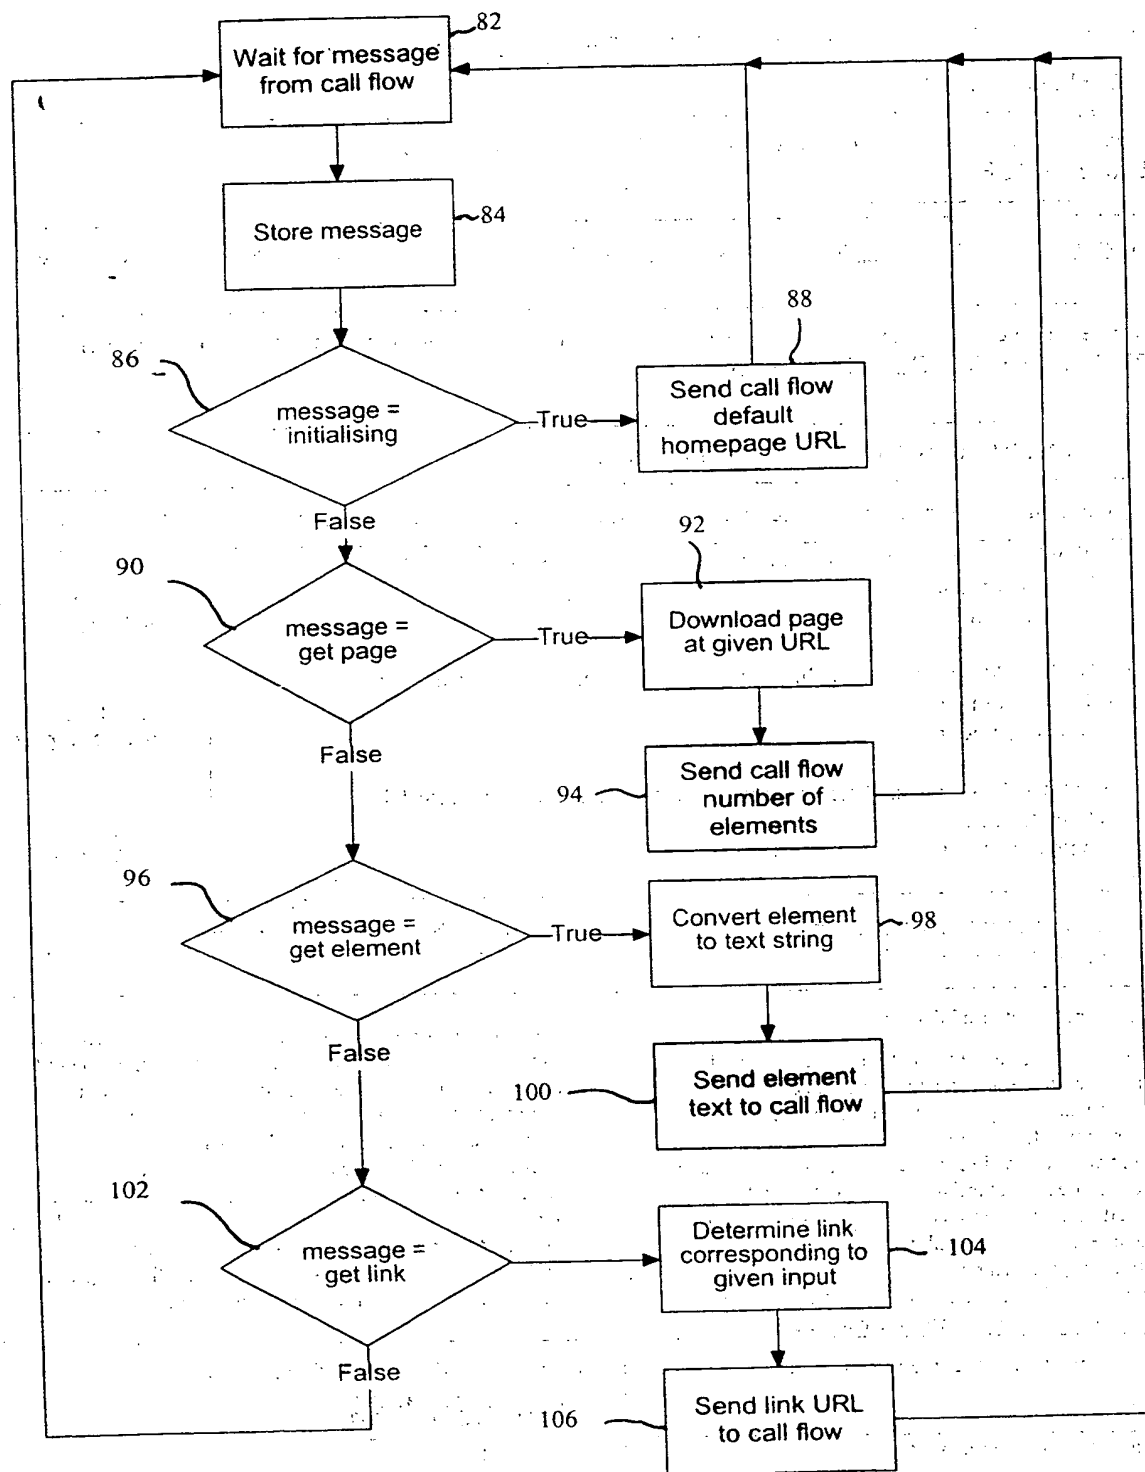 82
Wait for message
from call flow
Store message
84
86
message =
initialising
True
88
Send call flow
default
homepage URL
False
90
message =
get page
True
92
Download page
at given URL
False
94
Send call flow
number of
elements
96
message =
get element
True
Convert element
to text string
98
False
100
Send element
text to call flow
102
message =
get link
Determine link
corresponding to
given input
104
False
106
Send link URL
to call flow